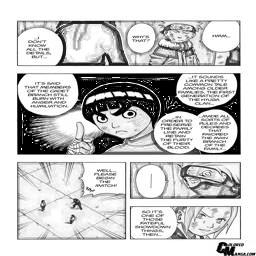 HMM...
WHY'S
THAT?
I
DON'T
KNOW
ALL THE
DETAILS,
BUT...
...IT SOUNDS
LIKE A PRETTY
COMMON TALE
AMONG OLDER
FAMILIES. THE FIRST
GENERATION OF
THE HYUGA
CLAN...
...MADE ALL
SORTS OF
RULES AND
DECREES
THAT
FAVORED
THE MAIN
BRANCH
OF THE
FAMILY...
...IN
ORDER TO
PRESERVE
THE FAMILY
LINE AND
PROTECT
THE PURITY
OF THEIR
BLOOD.
IT'S SAID
THAT MEMBERS
OF THE CADET
BRANCH STILL
BURN WITH
ANGER AND
HUMILIATION.
SO IT'S
ONE OF
THOSE
FATEFUL
SHOWDOWN
THINGS,
THEN...
WELL,
PLEASE
BEGIN
THE
MATCH!
COLORED
MANGA.COM